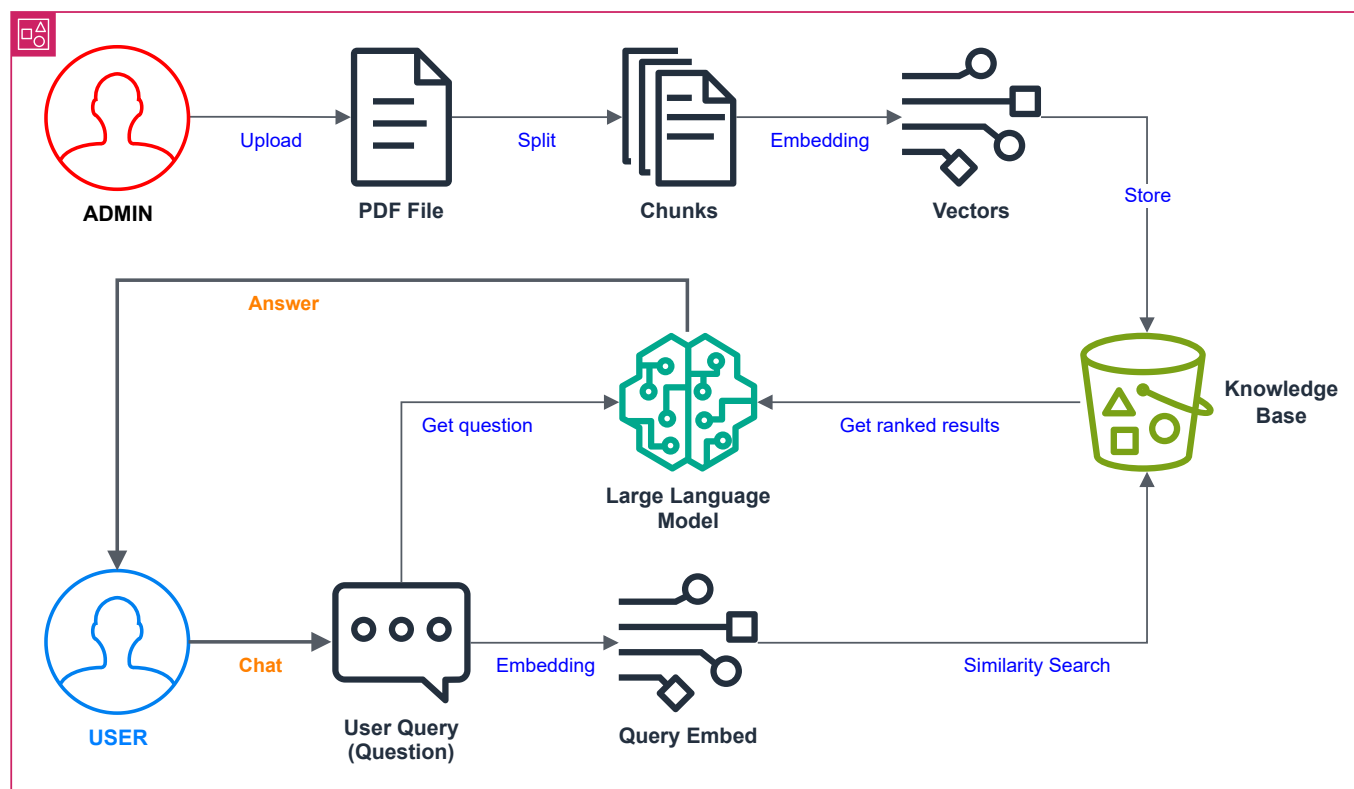 Upload
Split
Embedding
ADMIN
PDF File
Chunks
Vectors
Store
Answer
Get question
Get ranked results
Knowledge
Base
Large Language
Model
Chat
Embedding
Similarity Search
USER
User Query
(Question)
Query Embed